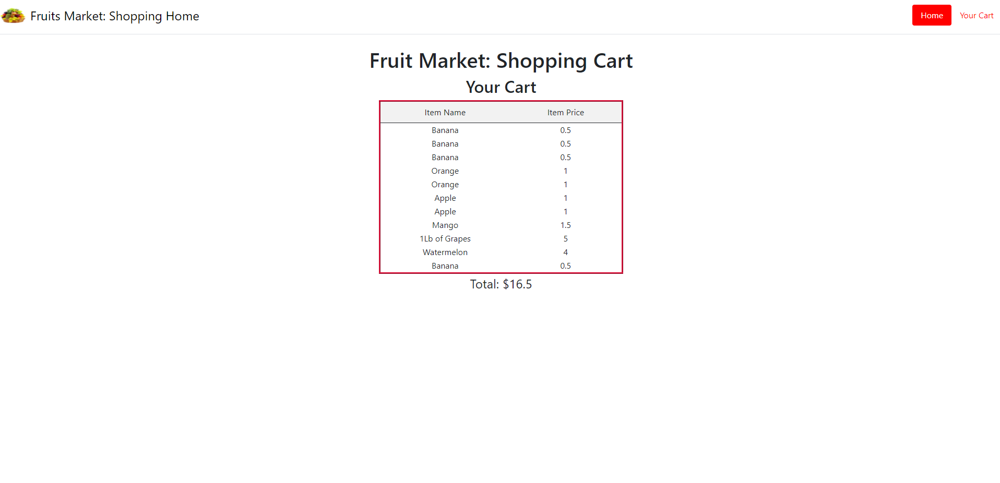 Fruits Market: Shopping Home
Home
Your Cart
Fruit Market: Shopping Cart
Your Cart
Item Name Item Price
Banana 0.5
Banana 0.5
Banana 0.5
Orange 1
Orange 1
Apple 1
Apple 1
Mango 1.5
1Lb of Grapes 5
Watermelon 4
Banana 0.5
Total: $16.5